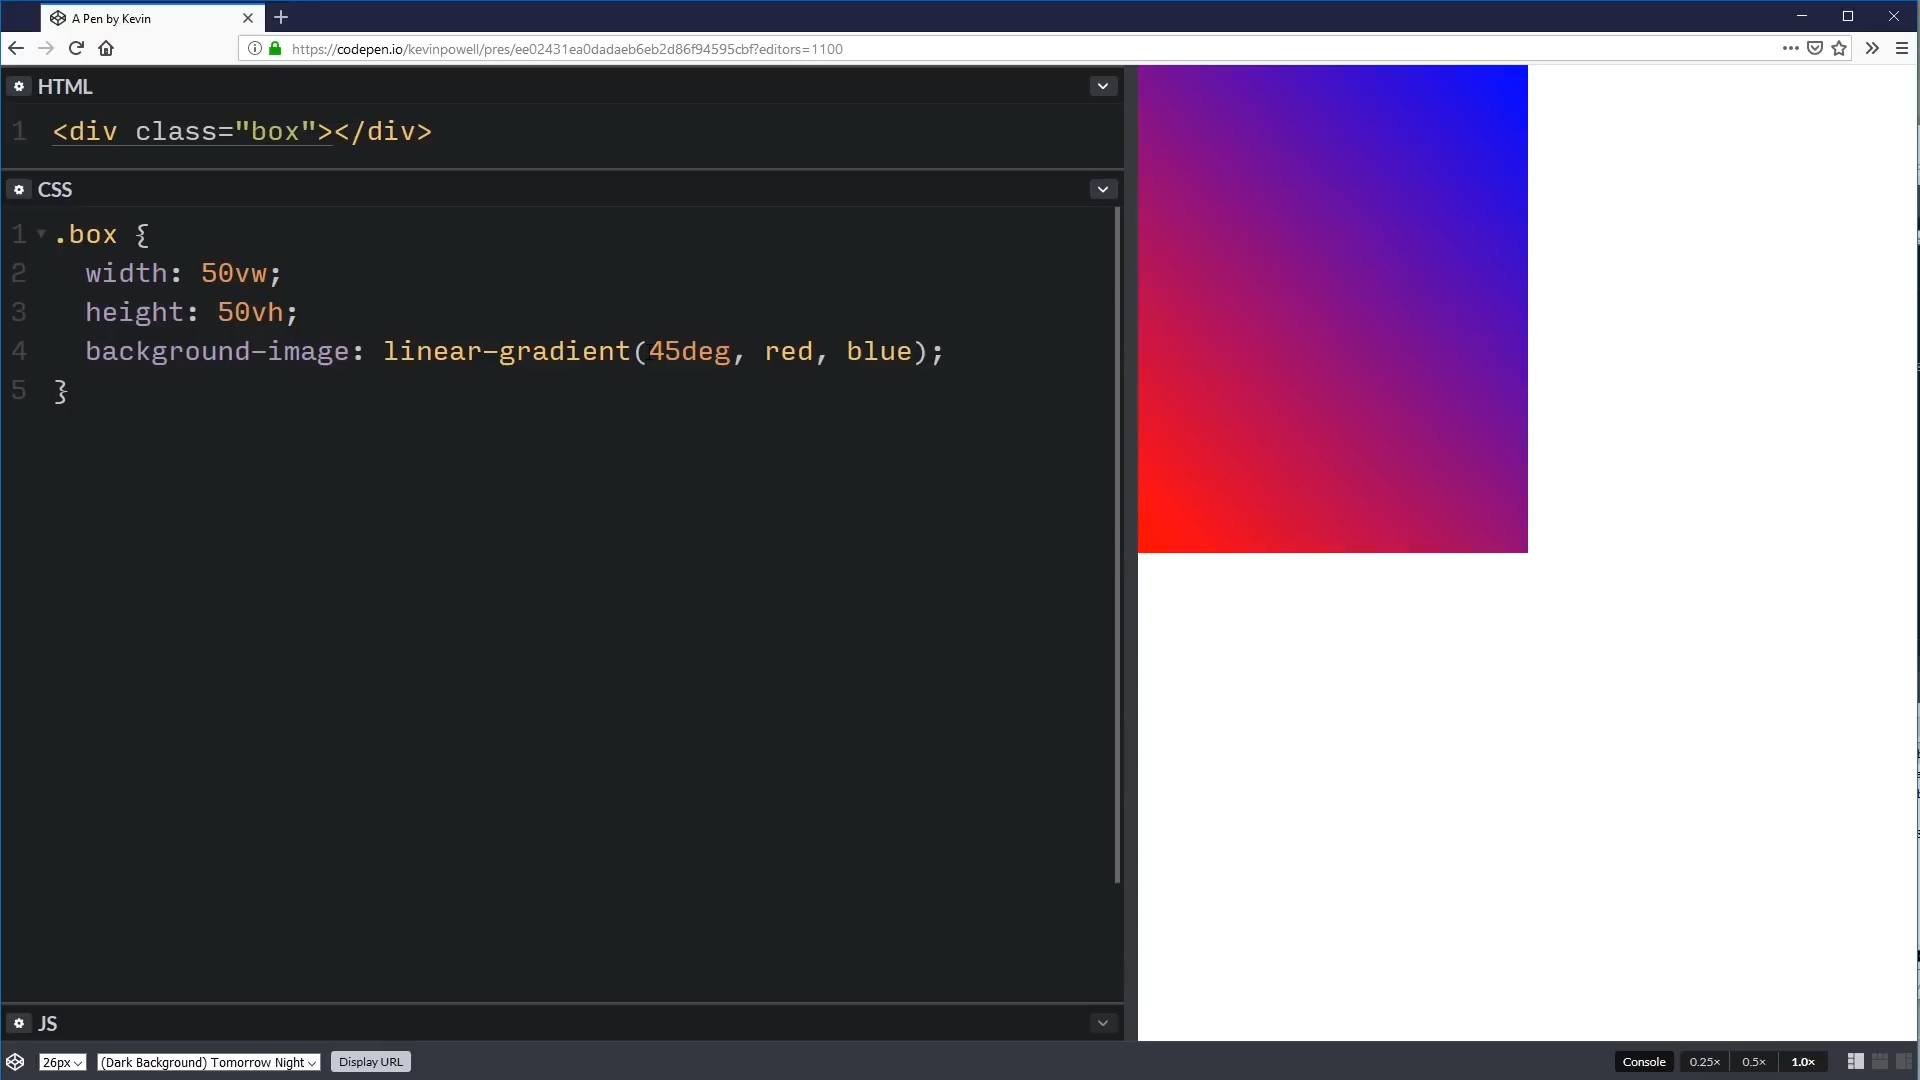 A Pen by Kevin
https://codepen.io/kevinpowell/pres/ee02431ea0dadaeb6eb2d86f94595cbf?editors=1100
HTML
1 <div class="box"></div>
CSS
1 .box {
2 width: 50vw;
3 height: 50vh;
4 background-image: linear-gradient(45deg, red, blue);
5 }
JS
26px (Dark Background) Tomorrow Night Display URL Console 0.25× 0.5× 1.0×